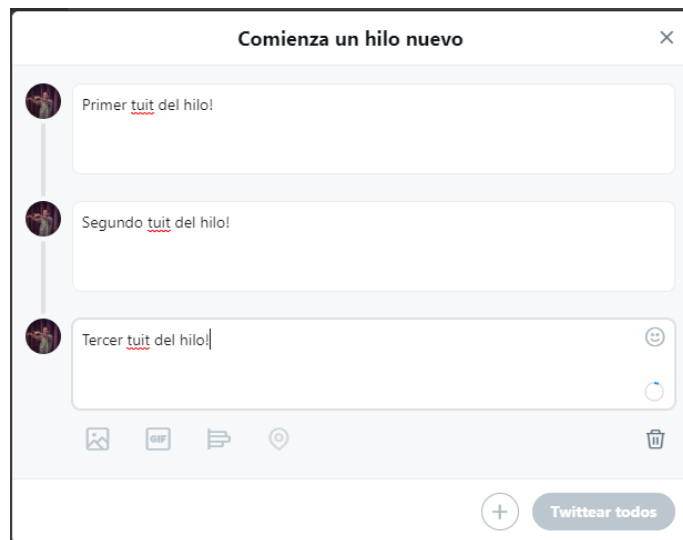 Comienza un hilo nuevo
Primer tuit del hilo!
Segundo tuit del hilo!
Tercer tuit del hilo!
GIF
Twittear todos